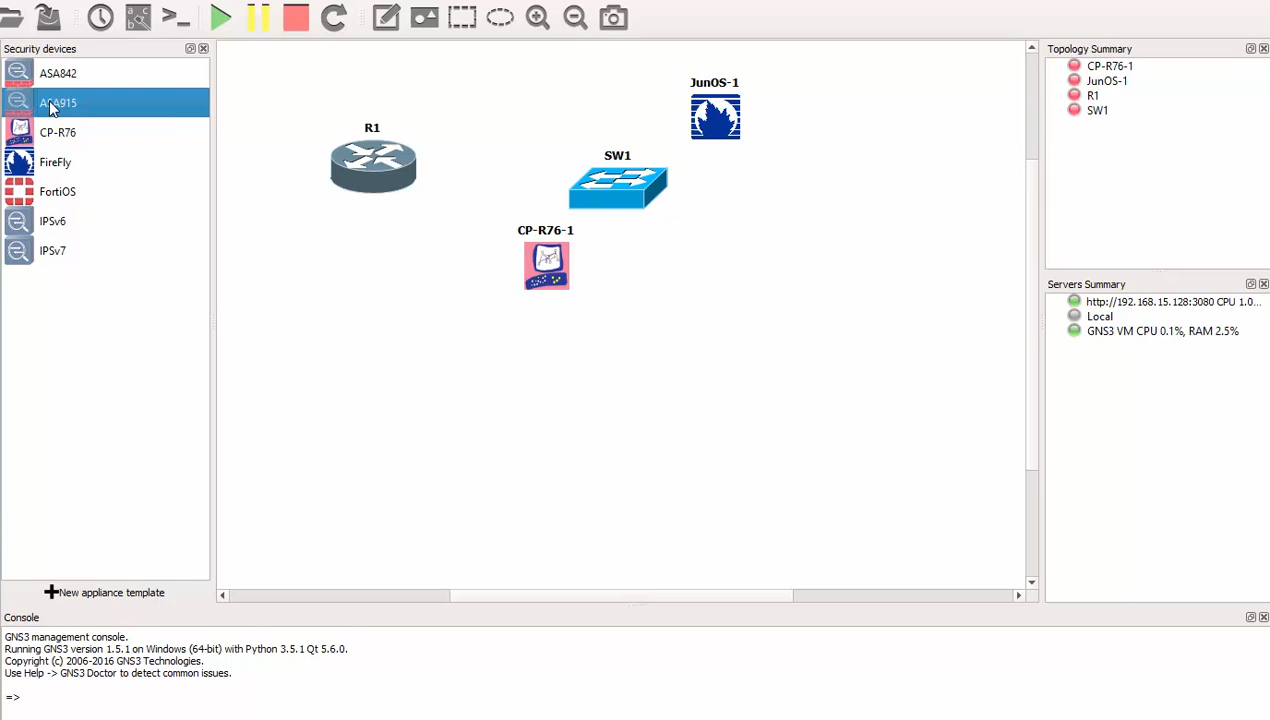 Security devices
ASA842
ASA915
CP-R76
FireFly
FortiOS
IPSv6
IPSv7
New appliance template
R1
SW1
JunOS-1
CP-R76-1
Topology Summary
CP-R76-1
JunOS-1
R1
SW1
Servers Summary
http://192.168.15.128:3080 CPU 1.0...
Local
GNS3 VM CPU 0.1%, RAM 2.5%
Console
GNS3 management console.
Running GNS3 version 1.5.1 on Windows (64-bit) with Python 3.5.1 Qt 5.6.0.
Copyright (c) 2006-2016 GNS3 Technologies.
Use Help -> GNS3 Doctor to detect common issues.
=>